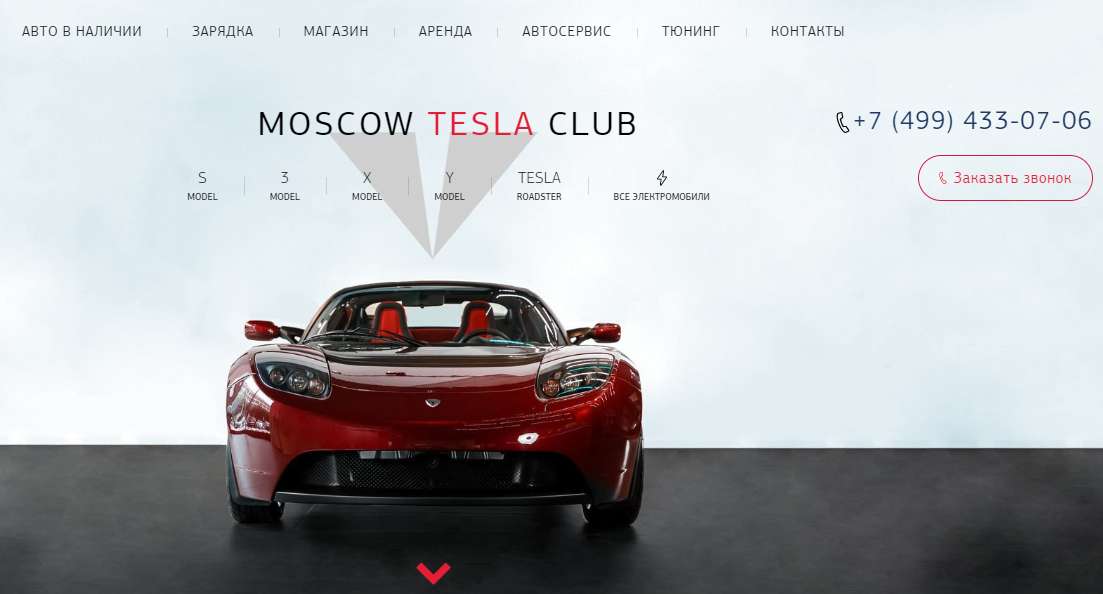 АВТО В НАЛИЧИИ ЗАРЯДКА МАГАЗИН АРЕНДА АВТОСЕРВИС ТЮНИНГ КОНТАКТЫ
MOSCOW TESLA CLUB
+7 (499) 433-07-06
S 3 X Y TESLA
MODEL MODEL MODEL MODEL ROADSTER ВСЕ ЭЛЕКТРОМОБИЛИ
Заказать звонок